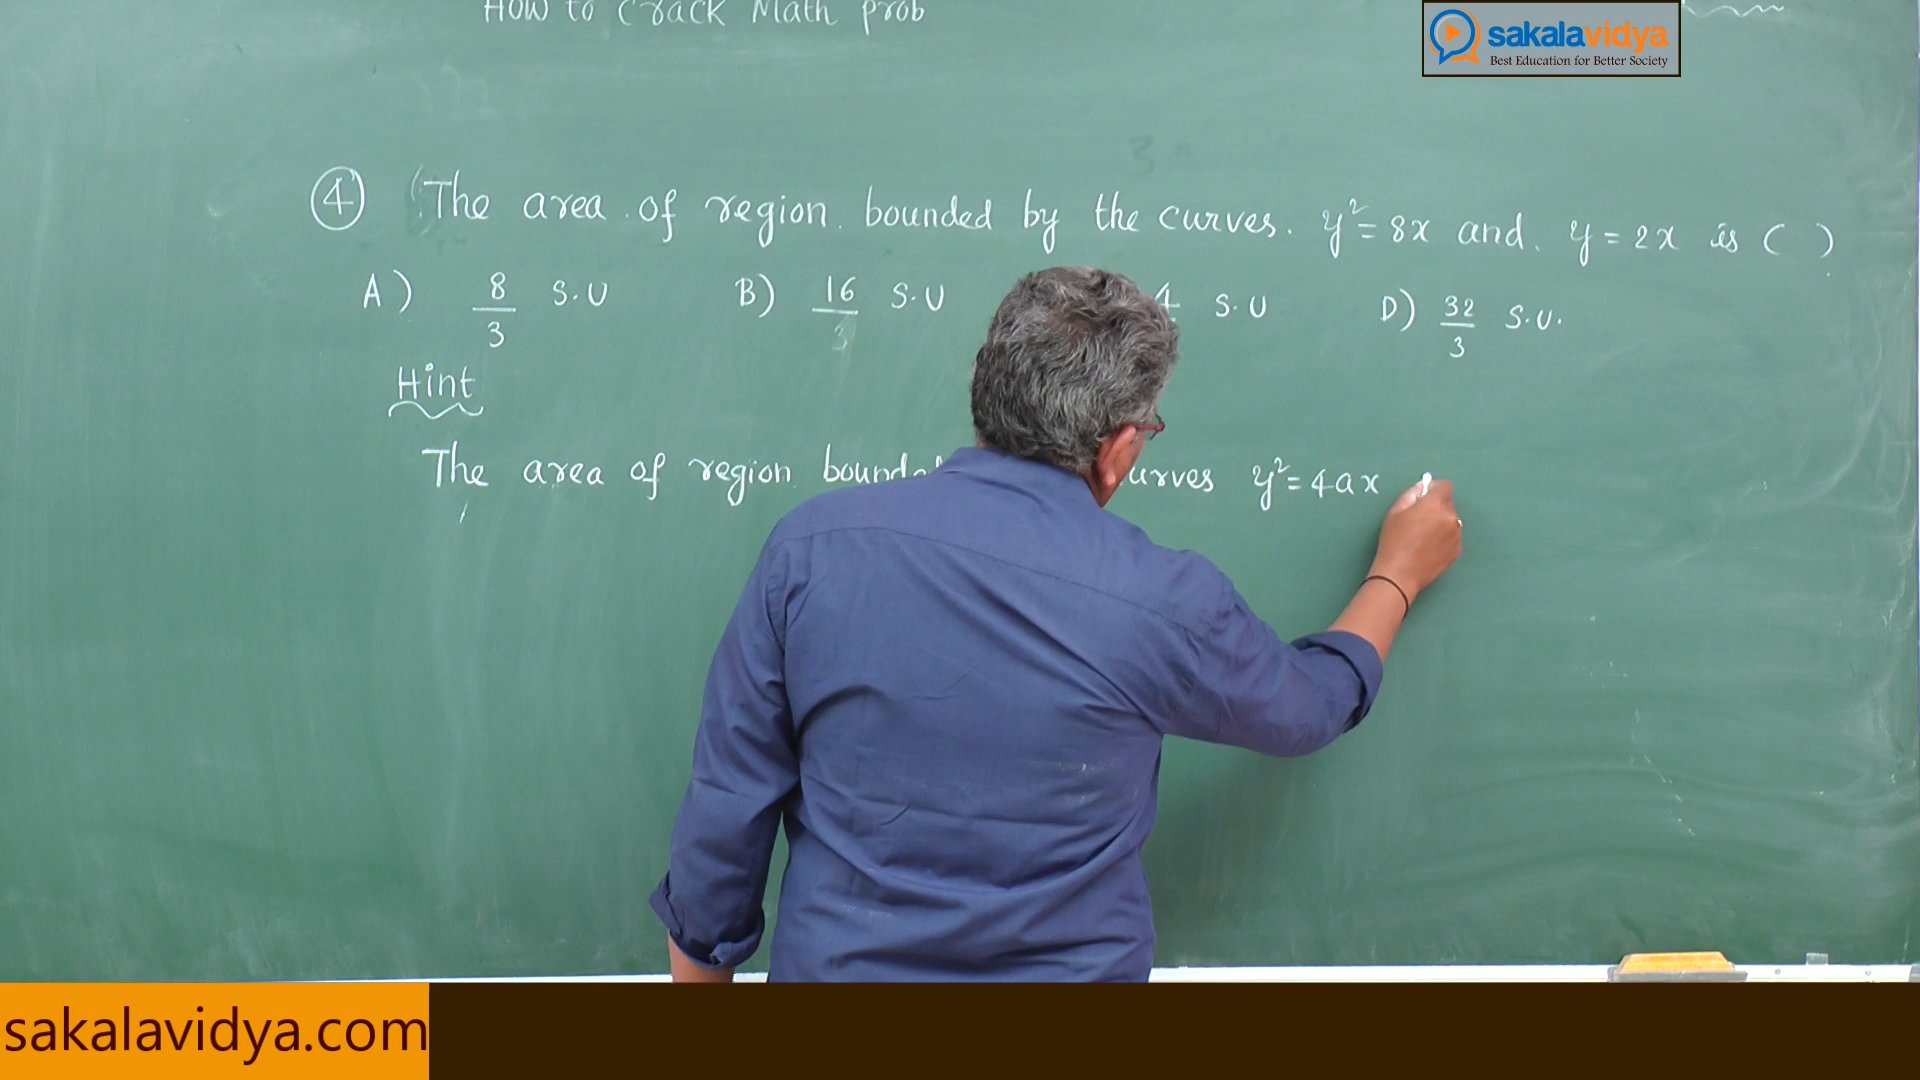 How to Crack Math prob
sakalavidya
Best Education for Better Society
④ The area of region bounded by the curves. y²=8x and. y=2x is ( )
A) 8/3 S.U B) 16/3 S.U 4 S.U D) 32/3 S.U.
Hint
The area of region curves y²=4ax
sakalavidya.com